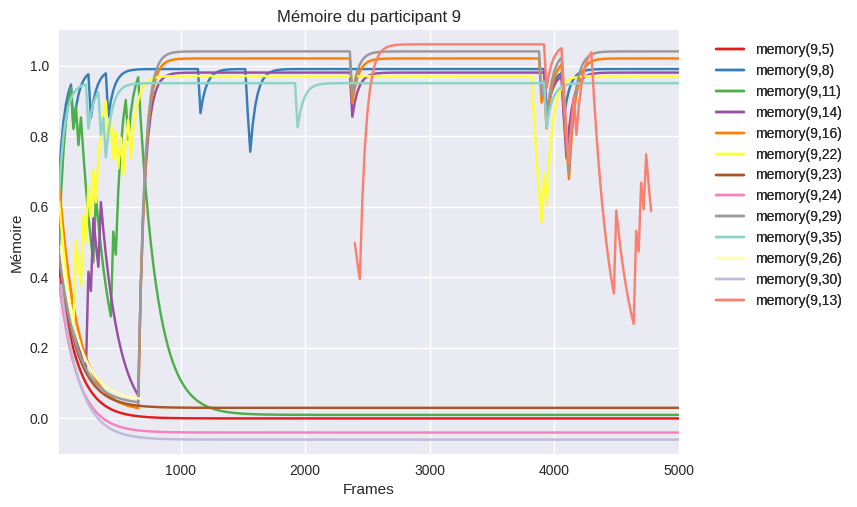 Mémoire du participant 9
Mémoire
1.0
0.8
0.6
0.4
0.2
0.0
1000
2000
3000
4000
5000
Frames
memory(9,5)
memory(9,8)
memory(9,11)
memory(9,14)
memory(9,16)
memory(9,22)
memory(9,23)
memory(9,24)
memory(9,29)
memory(9,35)
memory(9,26)
memory(9,30)
memory(9,13)